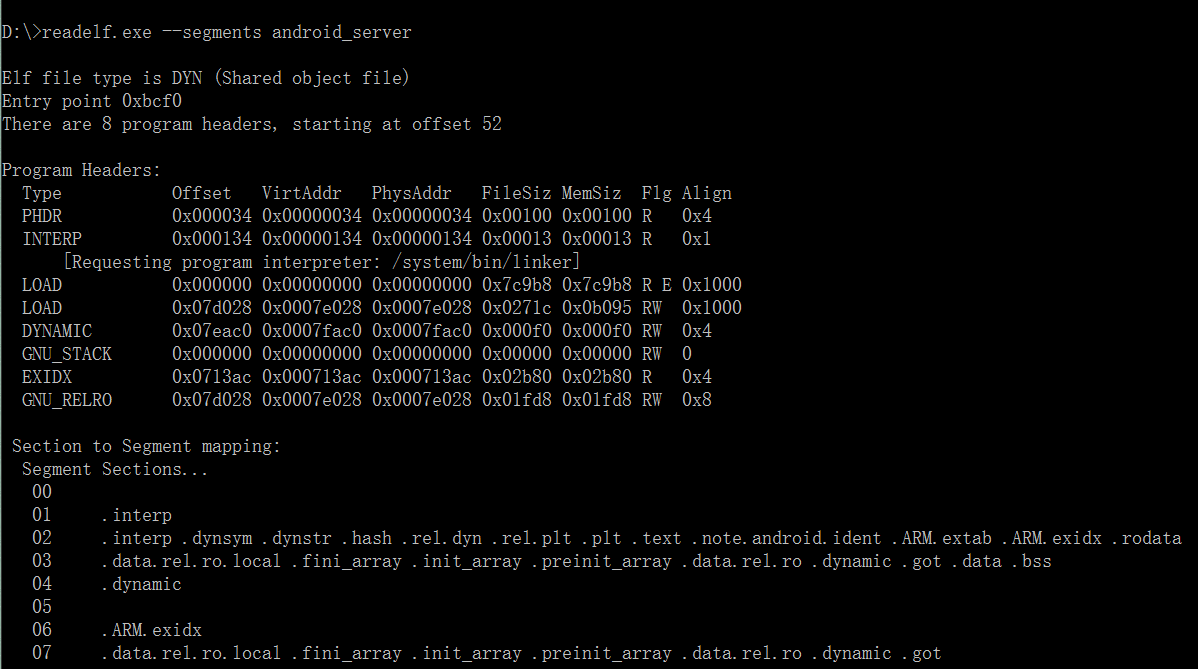 D:\>readelf.exe --segments android_server
Elf file type is DYN (Shared object file)
Entry point 0xbcf0
There are 8 program headers, starting at offset 52
Program Headers:
  Type           Offset   VirtAddr   PhysAddr   FileSiz MemSiz  Flg Align
  PHDR           0x000034 0x00000034 0x00000034 0x00100 0x00100 R   0x4
  INTERP         0x000134 0x00000134 0x00000134 0x00013 0x00013 R   0x1
      [Requesting program interpreter: /system/bin/linker]
  LOAD           0x000000 0x00000000 0x00000000 0x7c9b8 0x7c9b8 R E 0x1000
  LOAD           0x07d028 0x0007e028 0x0007e028 0x0271c 0x0b095 RW  0x1000
  DYNAMIC        0x07eac0 0x0007fac0 0x0007fac0 0x000f0 0x000f0 RW  0x4
  GNU_STACK      0x000000 0x00000000 0x00000000 0x00000 0x00000 RW  0
  EXIDX          0x0713ac 0x000713ac 0x000713ac 0x02b80 0x02b80 R   0x4
  GNU_RELRO      0x07d028 0x0007e028 0x0007e028 0x01fd8 0x01fd8 RW  0x8
 Section to Segment mapping:
  Segment Sections...
   00
   01     .interp
   02     .interp .dynsym .dynstr .hash .rel.dyn .rel.plt .plt .text .note.android.ident .ARM.extab .ARM.exidx .rodata
   03     .data.rel.ro.local .fini_array .init_array .preinit_array .data.rel.ro .dynamic .got .data .bss
   04     .dynamic
   05
   06     .ARM.exidx
   07     .data.rel.ro.local .fini_array .init_array .preinit_array .data.rel.ro .dynamic .got